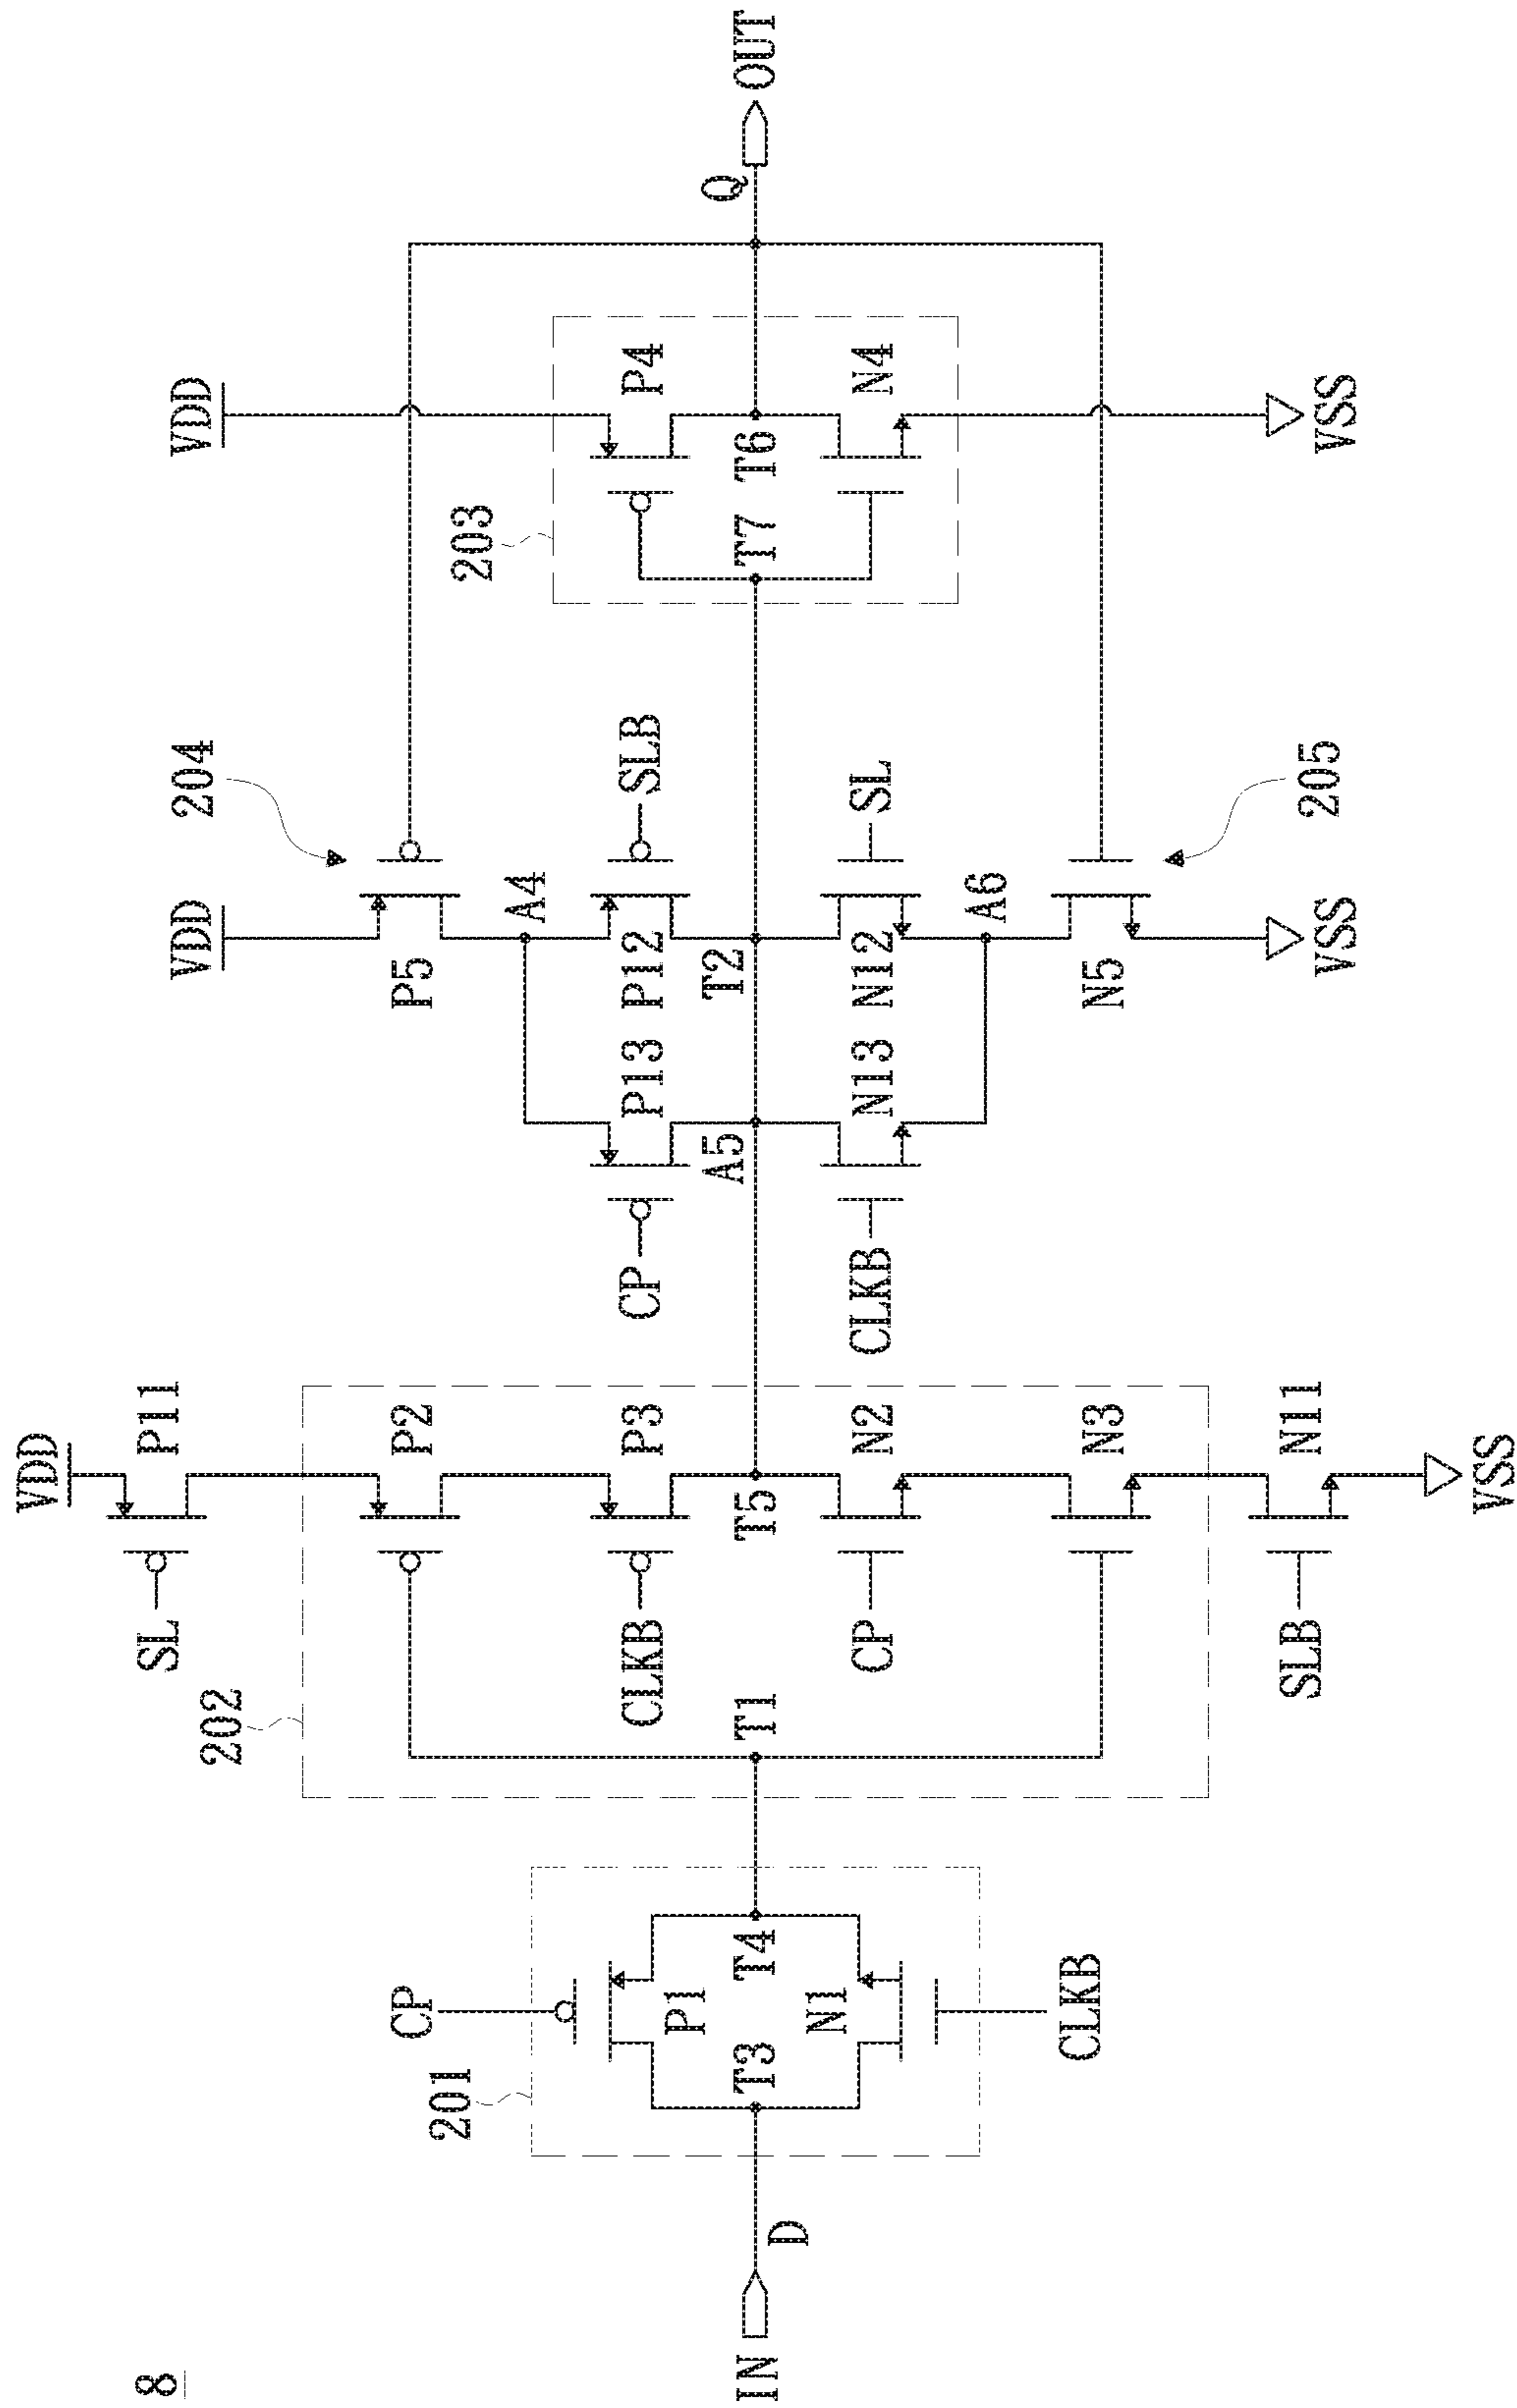 8
IN
D
201
CP
T3
P1
N1
T4
CLKB
202
T1
SL
CLKB
CP
SLB
VDD
P11
P2
P3
T5
N2
N3
N11
VSS
CP
CLKB
P13
A5
N13
204
VDD
P5
A4
P12
SLB
T2
N12
SL
A6
N5
VSS
205
203
T7
T6
VDD
P4
N4
VSS
Q
OUT